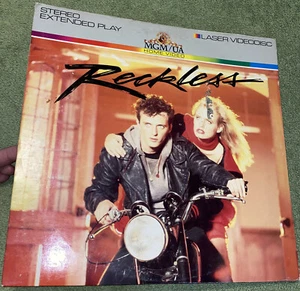 STEREO
EXTENDED PLAY
MGM/UA
HOME VIDEO
LASER VIDEODISC
Reckless